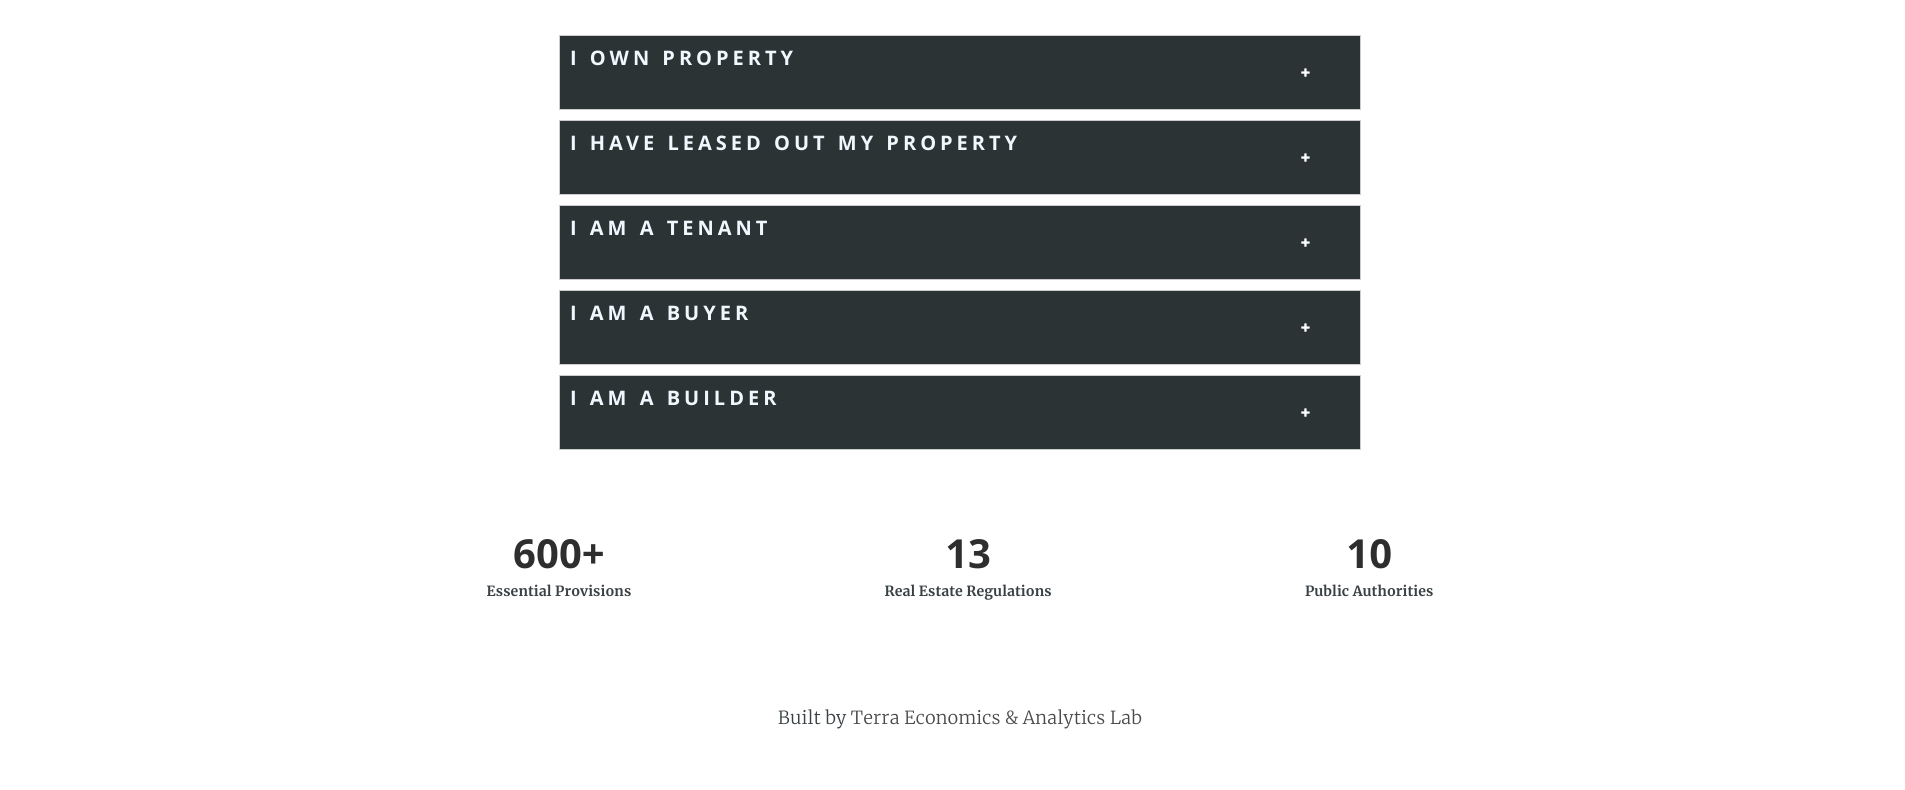 I OWN PROPERTY
+
I HAVE LEASED OUT MY PROPERTY
+
I AM A TENANT
+
I AM A BUYER
+
I AM A BUILDER
+
600+
Essential Provisions
13
Real Estate Regulations
10
Public Authorities
Built by Terra Economics & Analytics Lab